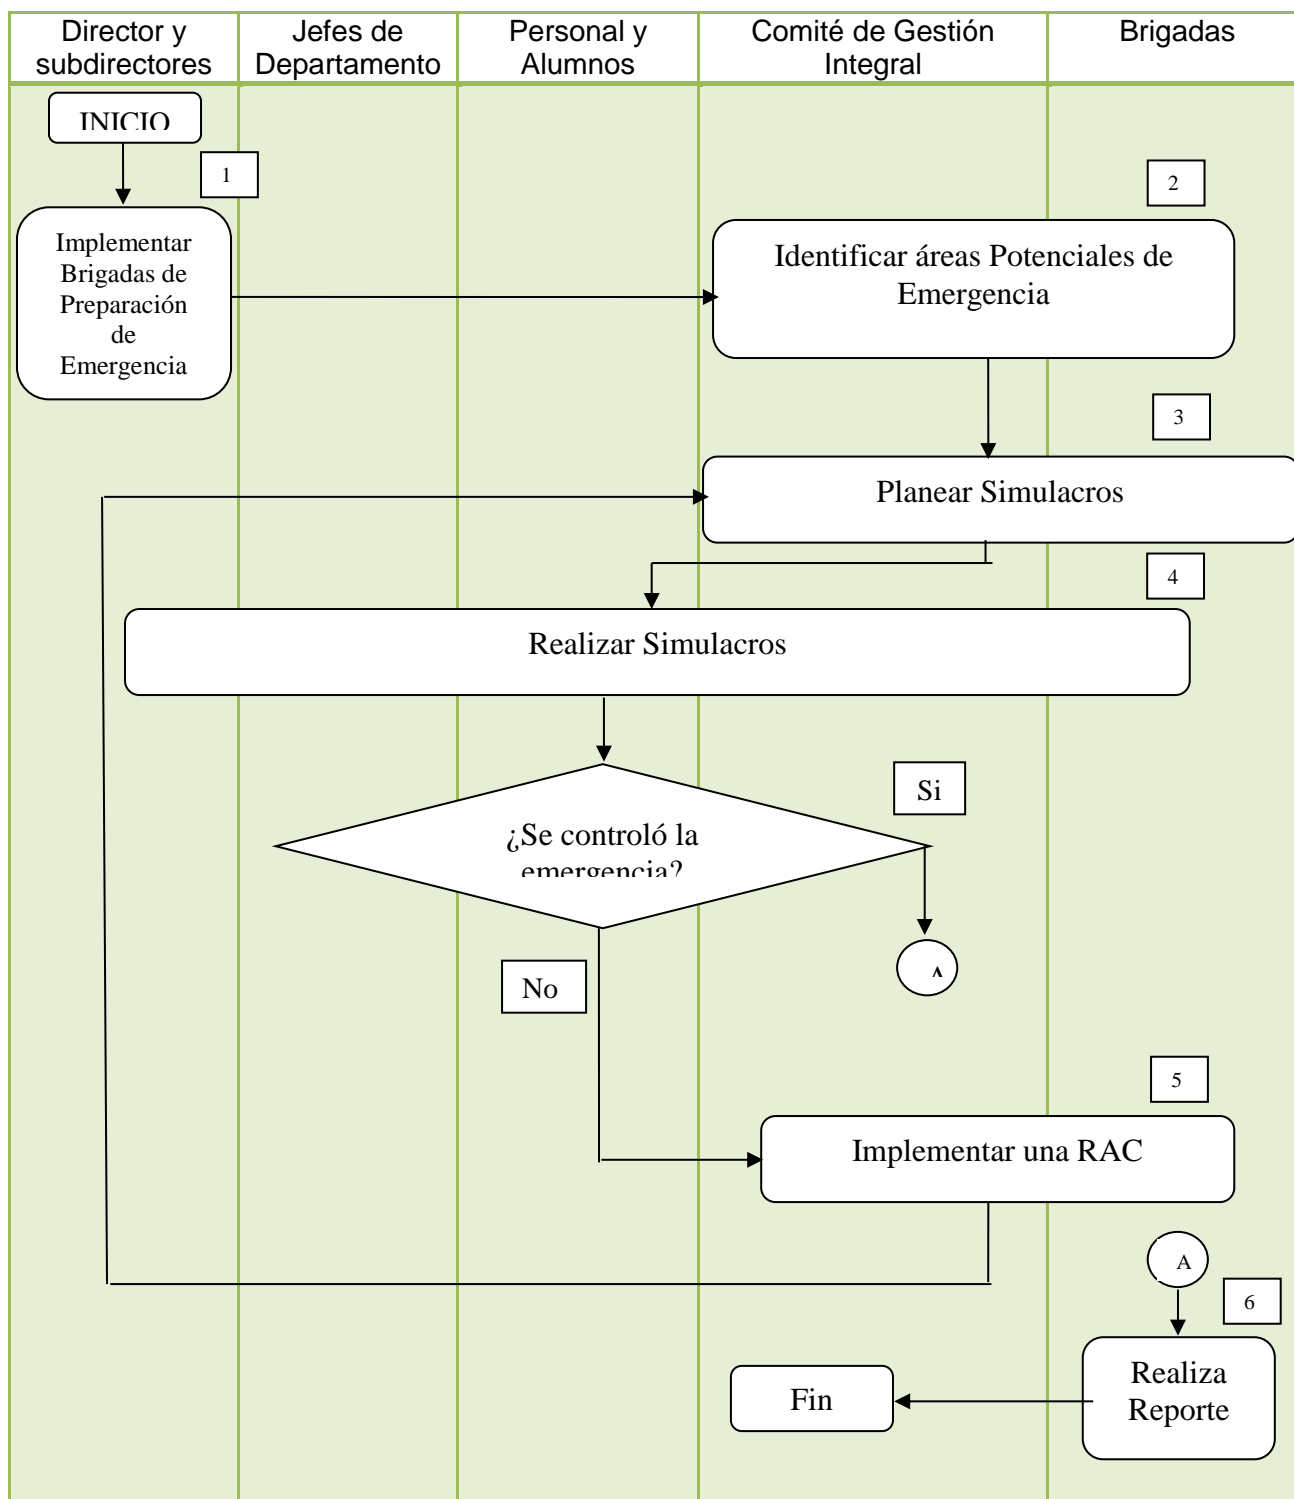 Director y
subdirectores
Jefes de
Departamento
Personal y
Alumnos
Comité de Gestión
Integral
Brigadas
INICIO
1
Implementar
Brigadas de
Preparación
de
Emergencia
2
Identificar áreas Potenciales de
Emergencia
3
Planear Simulacros
4
Realizar Simulacros
¿Se controló la
emergencia?
Si
A
No
5
Implementar una RAC
A
6
Realiza
Reporte
Fin